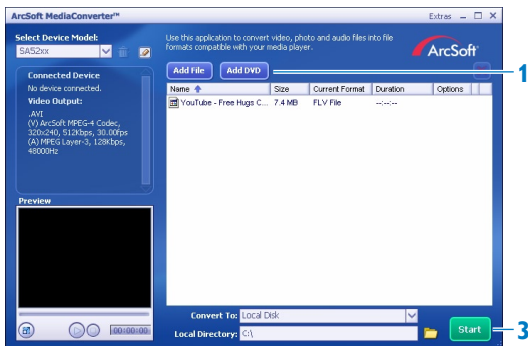 ArcSoft MediaConverter™
Extras
Select Device Model:
SA52xx
Use this application to convert video, photo and audio files into file
formats compatible with your media player.
ArcSoft
Connected Device
No device connected.
Video Output:
.AVI
(V) ArcSoft MPEG-4 Codec,
320x240, 512Kbps, 30.00fps
(A) MPEG Layer-3, 128Kbps,
48000Hz
Add File
Add DVD
1
Name
Size
Current Format
Duration
Options
YouTube - Free Hugs C...
7.4 MB
FLV File
--:--:--
Preview
00:00:00
Convert To:
Local Disk
Local Directory:
C:\
Start
3